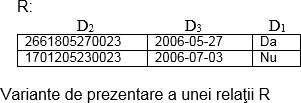 R:
D2 D3 D1
2661805270023 2006-05-27 Da
1701205230023 2006-07-03 Nu
Variante de prezentare a unei relaţii R